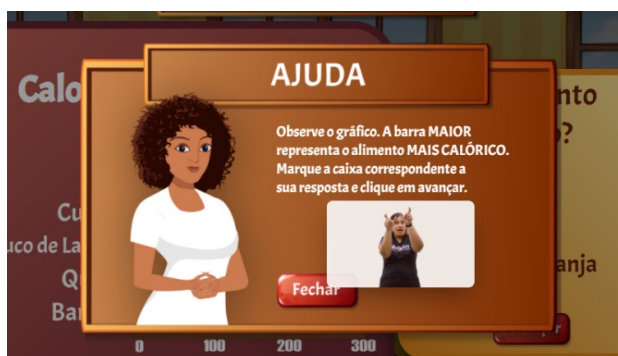 AJUDA
Calo
nto
o?
Observe o gráfico. A barra MAIOR
representa o alimento MAIS CALÓRICO.
Marque a caixa correspondente a
sua resposta e clique em avançar.
Cu
uco de La
anja
Q
Fechar
Ba
0 100 200 300